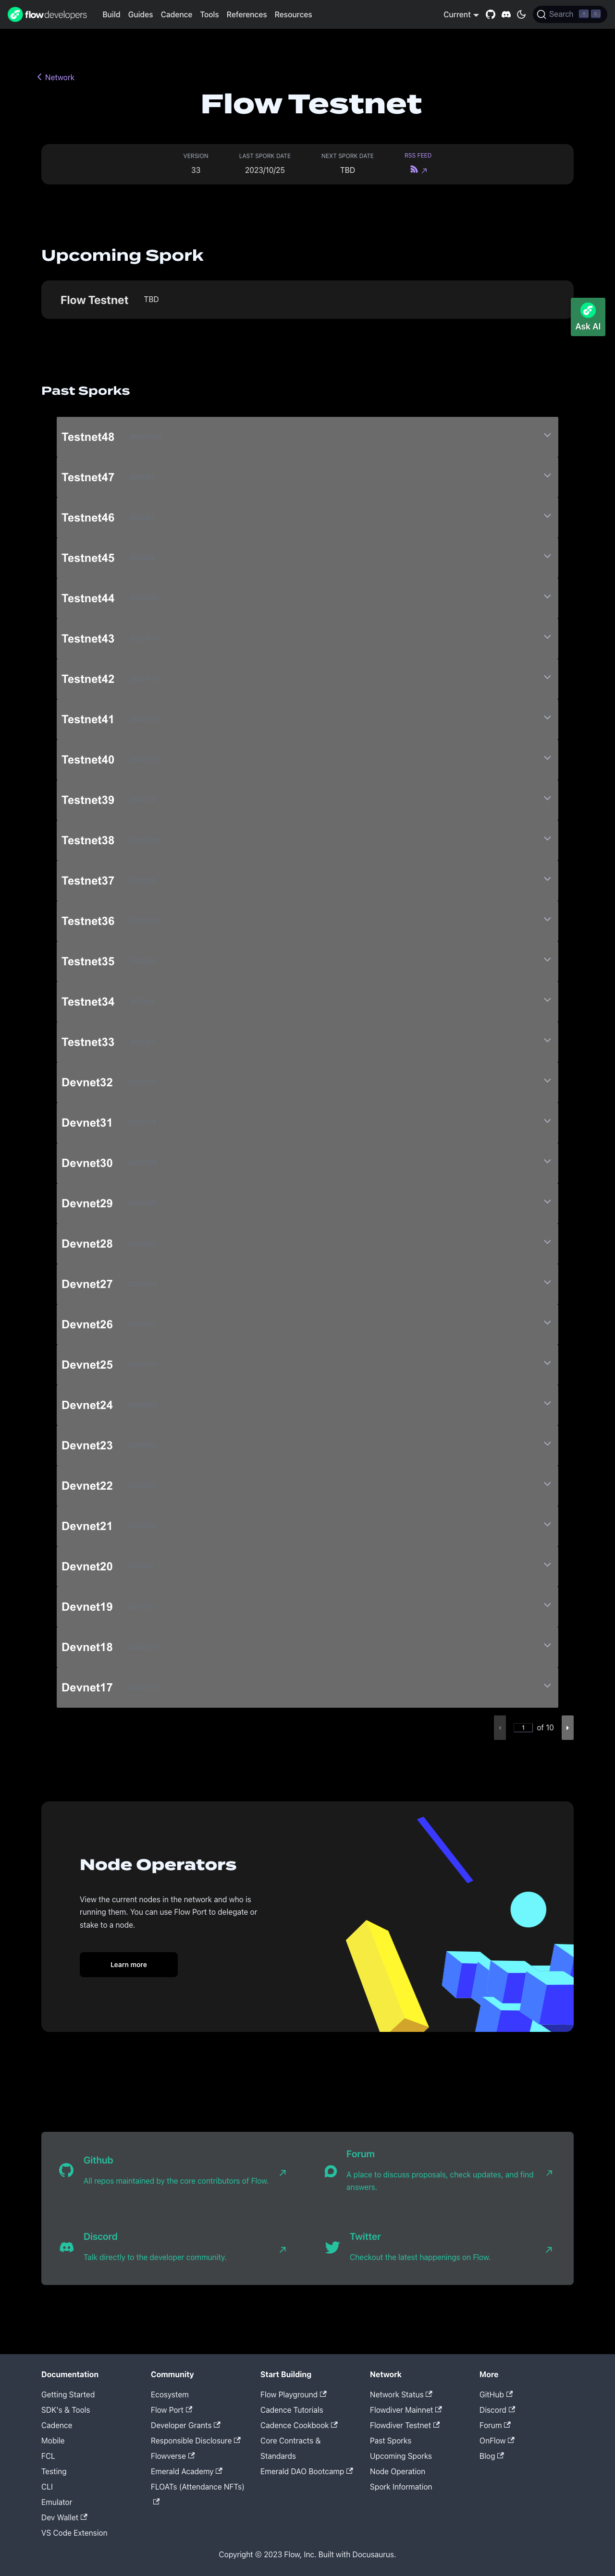 flow developers Build Guides Cadence Tools References Resources Current Search
Network
Flow Testnet
VERSION LAST SPORK DATE NEXT SPORK DATE RSS FEED
33 2023/10/25 TBD
Upcoming Spork
Flow Testnet TBD
Ask AI
Past Sporks
Testnet48
Testnet47
Testnet46
Testnet45
Testnet44
Testnet43
Testnet42
Testnet41
Testnet40
Testnet39
Testnet38
Testnet37
Testnet36
Testnet35
Testnet34
Testnet33
Devnet32
Devnet31
Devnet30
Devnet29
Devnet28
Devnet27
Devnet26
Devnet25
Devnet24
Devnet23
Devnet22
Devnet21
Devnet20
Devnet19
Devnet18
Devnet17
1 of 10
Node Operators
View the current nodes in the network and who is
running them. You can use Flow Port to delegate or
stake to a node.
Learn more
Github
All repos maintained by the core contributors of Flow.
Forum
A place to discuss proposals, check updates, and find
answers.
Discord
Talk directly to the developer community.
Twitter
Checkout the latest happenings on Flow.
Documentation
Getting Started
SDK's & Tools
Cadence
Mobile
FCL
Testing
CLI
Emulator
Dev Wallet
VS Code Extension
Community
Ecosystem
Flow Port
Developer Grants
Responsible Disclosure
Flowverse
Emerald Academy
FLOATs (Attendance NFTs)
Start Building
Flow Playground
Cadence Tutorials
Cadence Cookbook
Core Contracts &
Standards
Emerald DAO Bootcamp
Network
Network Status
Flowdiver Mainnet
Flowdiver Testnet
Past Sporks
Upcoming Sporks
Node Operation
Spork Information
More
GitHub
Discord
Forum
OnFlow
Blog
Copyright © 2023 Flow, Inc. Built with Docusaurus.